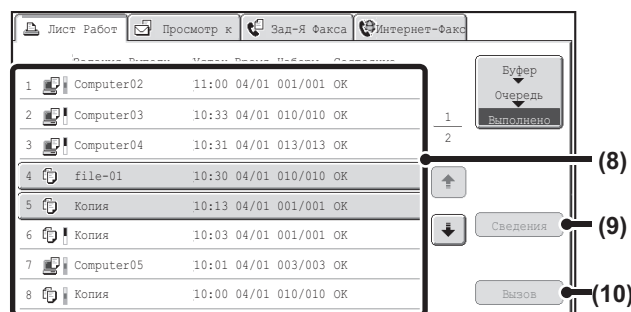 Лист Работ Просмотр к Зад-Я Факса Интернет-Факс
1 Computer02 11:00 04/01 001/001 OK
2 Computer03 10:33 04/01 010/010 OK
3 Computer04 10:31 04/01 013/013 OK
4 file-01 10:30 04/01 010/010 OK
5 Копия 10:13 04/01 001/001 OK
6 Копия 10:03 04/01 001/001 OK
7 Computer05 10:01 04/01 003/003 OK
8 Копия 10:00 04/01 010/010 OK
1
2
Буфер
Очередь
Выполнено
Сведения
Вызов
(8)
(9)
(10)